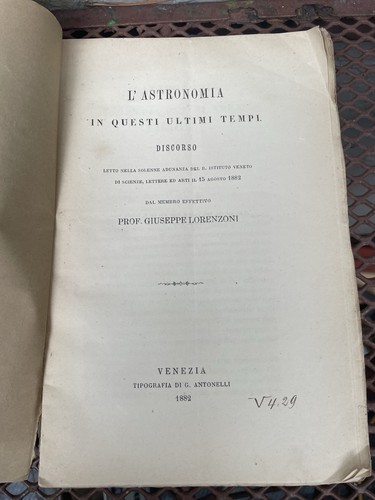 L'ASTRONOMIA
IN QUESTI ULTIMI TEMPI.
DISCORSO
LETTO NELLA SOLENNE ADUNANZA DEL R. ISTITUTO VENETO
DI SCIENZE, LETTERE ED ARTI IL 15 AGOSTO 1882
DAL MEMBRO EFFETTIVO
PROF. GIUSEPPE LORENZONI
VENEZIA
TIPOGRAFIA DI G. ANTONELLI
1882
V4.29